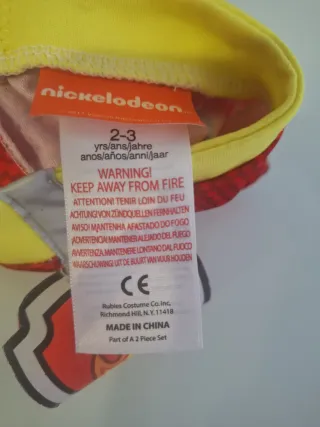 nickelodeon
2-3
yrs/ans/jahre
anos/años/anni/jaar
WARNING!
KEEP AWAY FROM FIRE
ATTENTION! TENIR LOIN DU FEU
ACHTUNG! VON ZÜNDQUELLEN FERNHALTEN
AVISO! MANTENHA AFASTADO DO FOGO
¡ADVERTENCIA! MANTENER ALEJADO DEL FUEGO
AVVERTENZA. MANTENERE LONTANO DAL FUOCO
WAARSCHUWING! UIT DE BUURT VAN VUUR HOUDEN
CE
Rubies Costume Co. Inc.
Richmond Hill, N.Y. 11418
MADE IN CHINA
Part of A 2 Piece Set